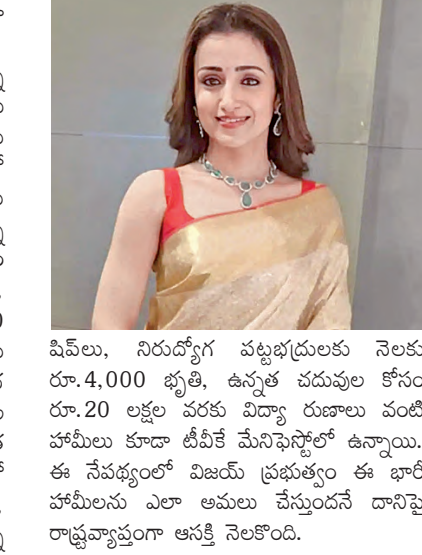 షిప్‌లు, నిరుద్యోగ పట్టభద్రులకు నెలకు
రూ.4,000 భృతి, ఉన్నత చదువుల కోసం
రూ.20 లక్షల వరకు విద్యా రుణాలు వంటి
హామీలు కూడా టీవీకే మేనిఫెస్టోలో ఉన్నాయి.
ఈ నేపథ్యంలో విజయ్ ప్రభుత్వం ఈ భారీ
హామీలను ఎలా అమలు చేస్తుందనే దానిపై
రాష్ట్రవ్యాప్తంగా ఆసక్తి నెలకొంది.